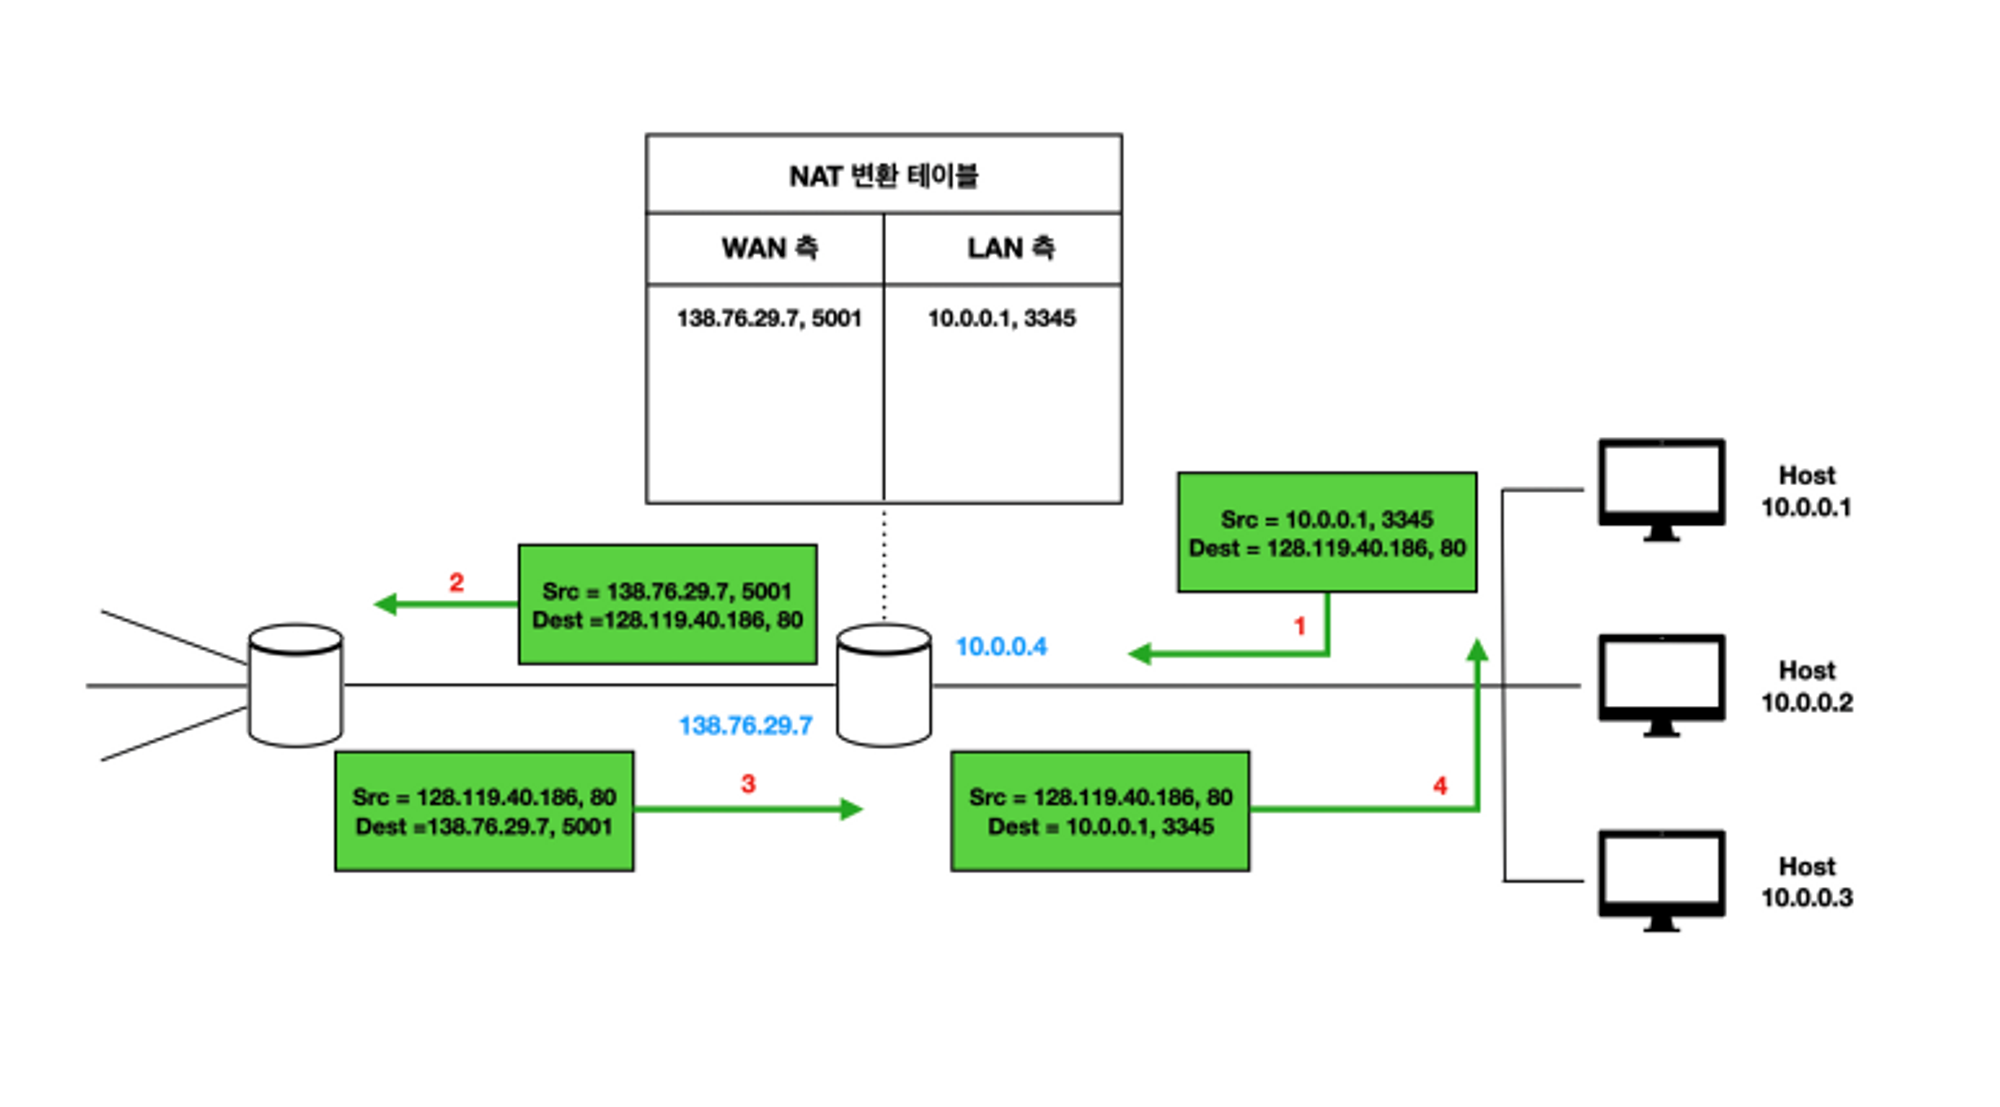 NAT 변환 테이블
WAN 측
LAN 측
138.76.29.7, 5001
10.0.0.1, 3345
Src = 10.0.0.1, 3345
Dest = 128.119.40.186, 80
Host
10.0.0.1
2
Src = 138.76.29.7, 5001
Dest =128.119.40.186, 80
1
10.0.0.4
Host
10.0.0.2
138.76.29.7
3
Src = 128.119.40.186, 80
Dest =138.76.29.7, 5001
Src = 128.119.40.186, 80
Dest = 10.0.0.1, 3345
4
Host
10.0.0.3